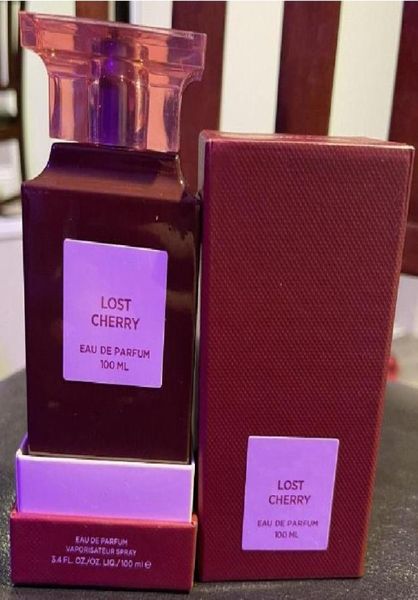 LOST
CHERRY
EAU DE PARFUM
100 ML
EAU DE PARFUM
VAPORISATEUR SPRAY
3.4 FL.OZ./OZ. LIQ./100 ml ℮
LOST
CHERRY
EAU DE PARFUM
100 ML